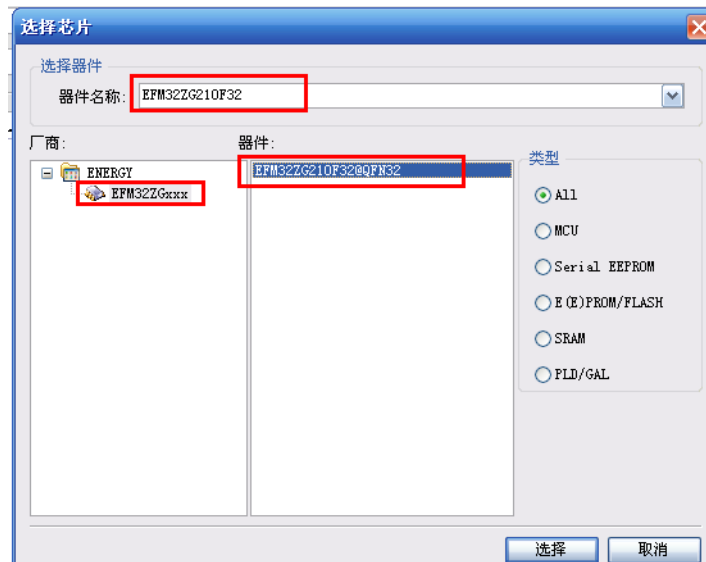 选择芯片
选择器件
器件名称: EFM32ZG210F32
厂商:
器件:
类型
ENERGY
EFM32ZGxxx
EFM32ZG210F32@QFN32
All
MCU
Serial EEPROM
E(E)PROM/FLASH
SRAM
PLD/GAL
选择
取消